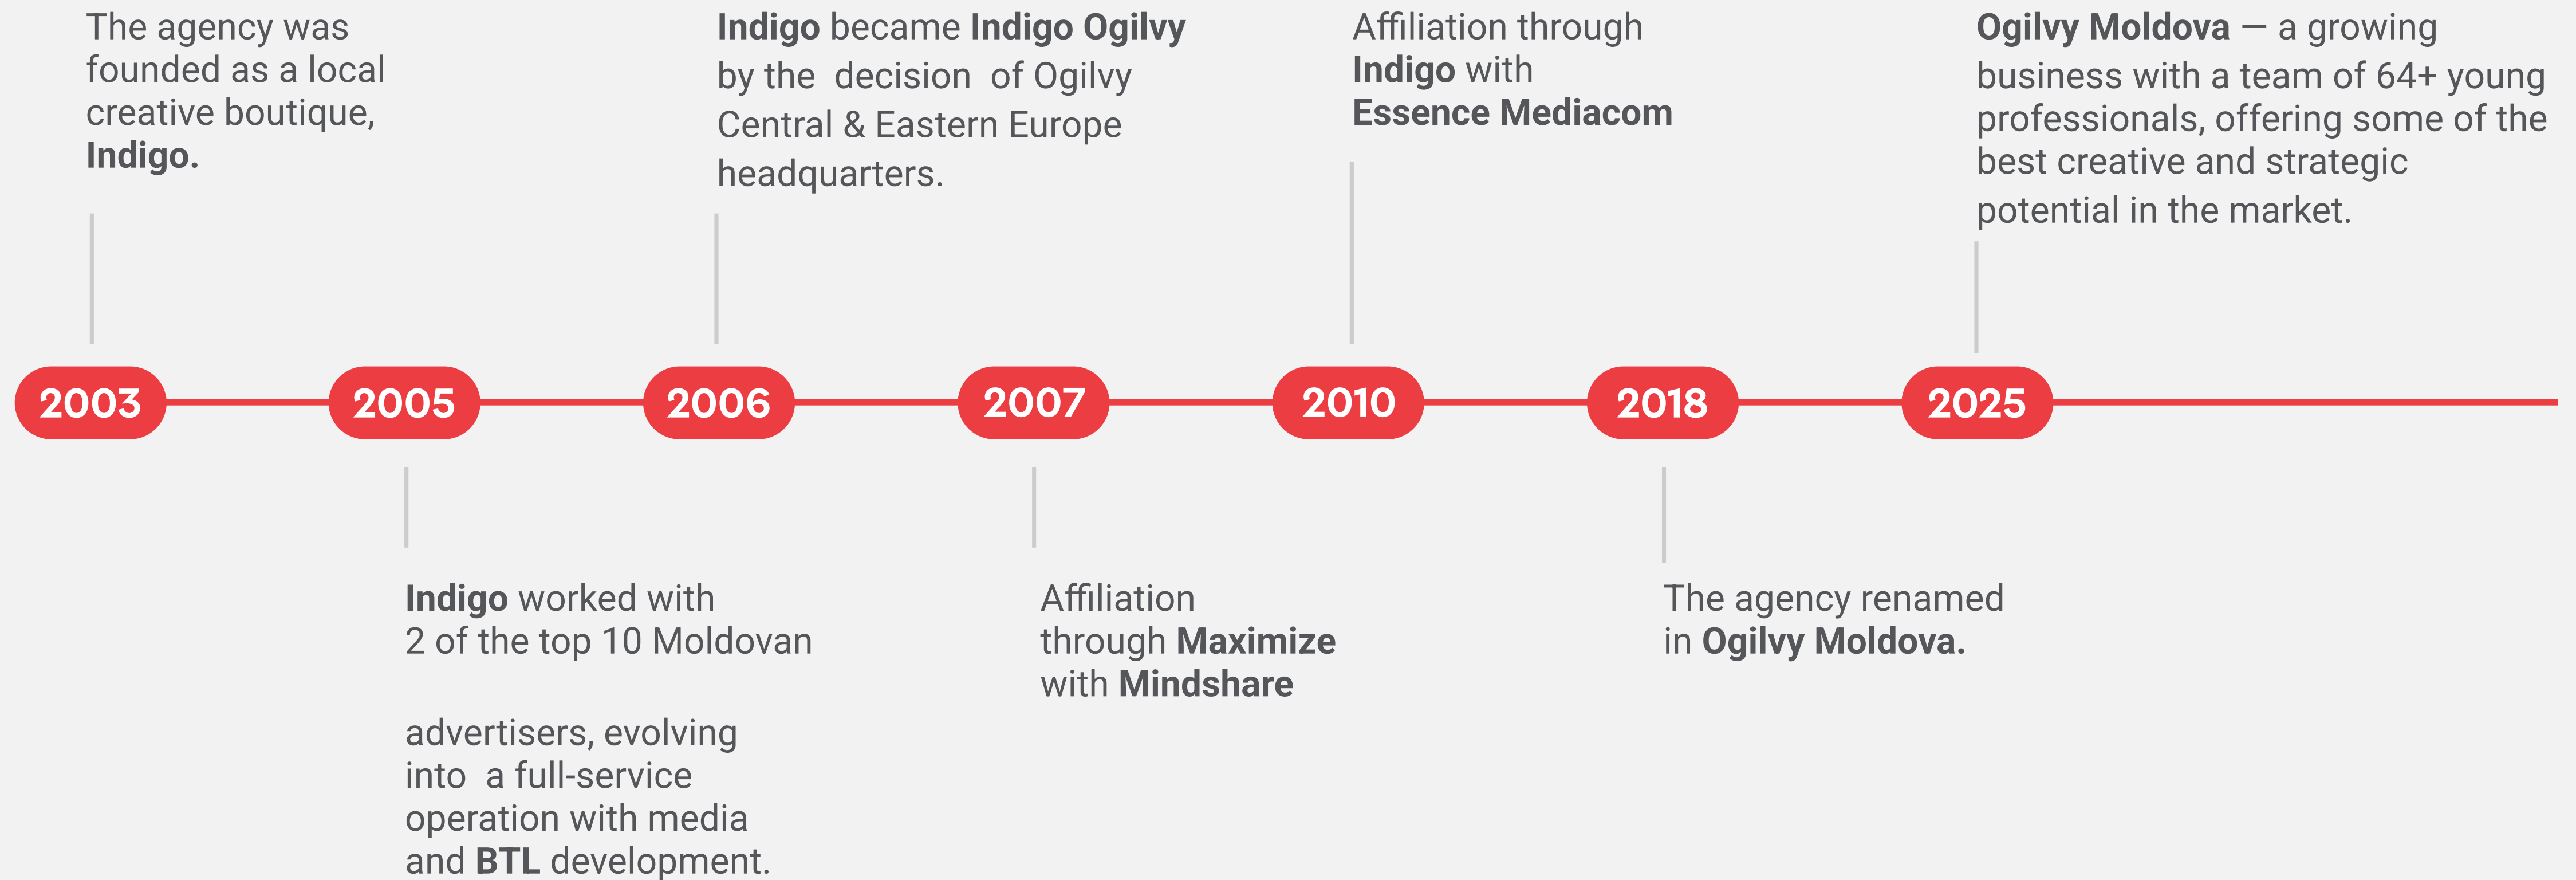 The agency was
founded as a local
creative boutique,
Indigo.
Indigo became Indigo Ogilvy
by the decision of Ogilvy
Central & Eastern Europe
headquarters.
Affiliation through
Indigo with
Essence Mediacom
Ogilvy Moldova — a growing
business with a team of 64+ young
professionals, offering some of the
best creative and strategic
potential in the market.
2003
2005
2006
2007
2010
2018
2025
Indigo worked with
2 of the top 10 Moldovan
advertisers, evolving
into a full-service
operation with media
and BTL development.
Affiliation
through Maximize
with Mindshare
The agency renamed
in Ogilvy Moldova.